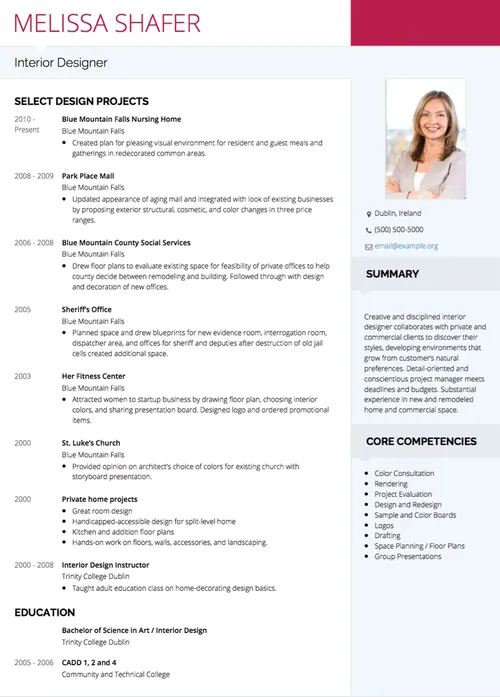 MELISSA SHAFER
Interior Designer
SELECT DESIGN PROJECTS
2010 -
Present
Blue Mountain Falls Nursing Home
Blue Mountain Falls
Created plan for pleasing visual environment for resident and guest meals and
gatherings in redecorated common areas.
2008 - 2009
Park Place Mall
Blue Mountain Falls
Updated appearance of aging mall and integrated with look of existing businesses
by proposing exterior structural, cosmetic, and color changes in three price
ranges.
2006 - 2008
Blue Mountain County Social Services
Blue Mountain Falls
Drew floor plans to evaluate existing space for feasibility of private offices to help
county decide between remodeling and building. Followed through with design
and decoration of new offices.
2005
Sheriff's Office
Blue Mountain Falls
Planned space and drew blueprints for new evidence room, interrogation room,
dispatcher area, and offices for sheriff and deputies after destruction of old jail
cells created additional space.
2003
Her Fitness Center
Blue Mountain Falls
Attracted women to startup business by drawing floor plan, choosing interior
colors, and sharing presentation board. Designed logo and ordered promotional
items.
2000
St. Luke's Church
Blue Mountain Falls
Provided opinion on architect's choice of colors for existing church with
storyboard presentation.
2000
Private home projects
Great room design
Handicapped-accessible design for split-level home
Kitchen and addition floor plans
Hands-on work on floors, walls, accessories, and landscaping.
2000 - 2008
Interior Design Instructor
Trinity College Dublin
Taught adult education class on home-decorating design basics.
EDUCATION
Bachelor of Science in Art / Interior Design
Trinity College Dublin
2005 - 2006
CADD 1, 2 and 4
Community and Technical College
Dublin, Ireland
(500) 500-5000
email@example.org
SUMMARY
Creative and disciplined interior
designer collaborates with private and
commercial clients to discover their
styles, developing environments that
grow from customer's natural
preferences. Detail-oriented and
conscientious project manager meets
deadlines and budgets. Substantial
experience in new and remodeled
home and commercial space.
CORE COMPETENCIES
Color Consultation
Rendering
Project Evaluation
Design and Redesign
Sample and Color Boards
Logos
Drafting
Space Planning / Floor Plans
Group Presentations